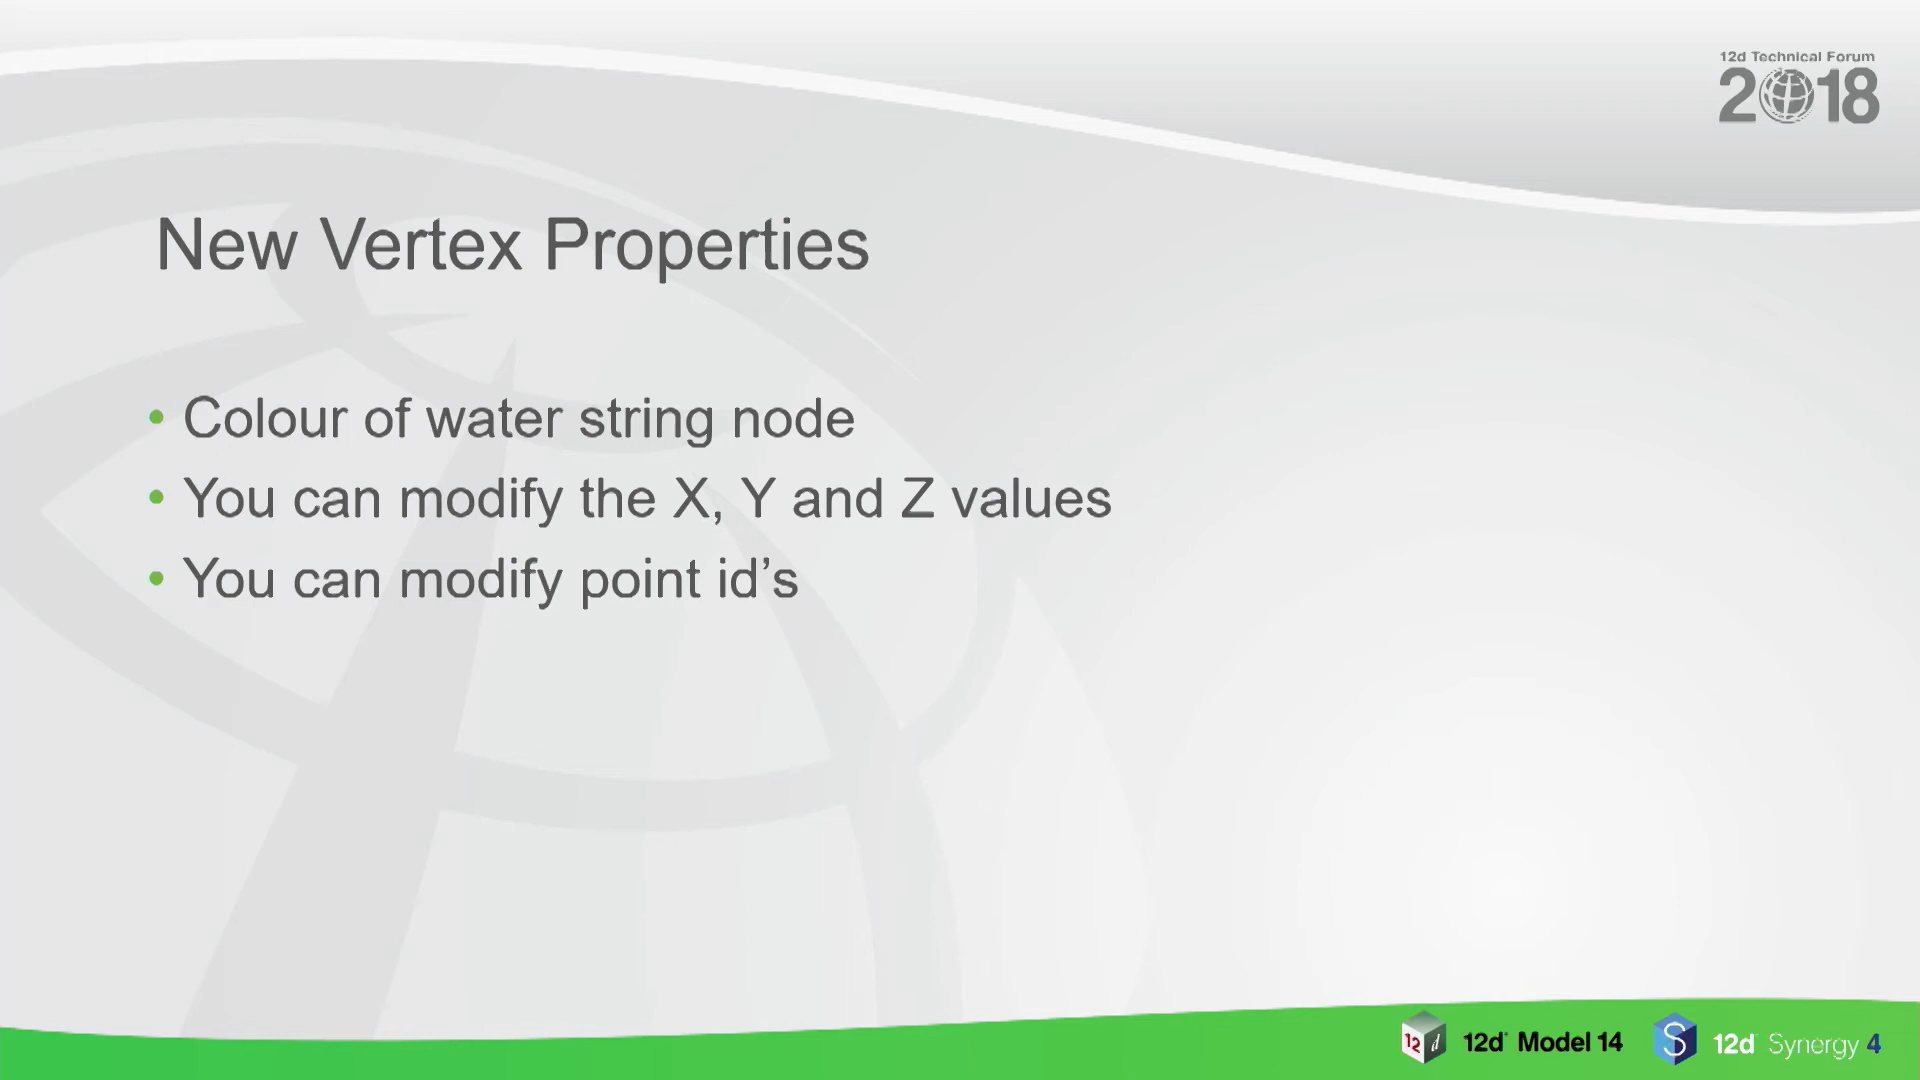 12d Technical Forum
2018
New Vertex Properties
• Colour of water string node
• You can modify the X, Y and Z values
• You can modify point id’s
12d Model 14
S 12d Synergy 4